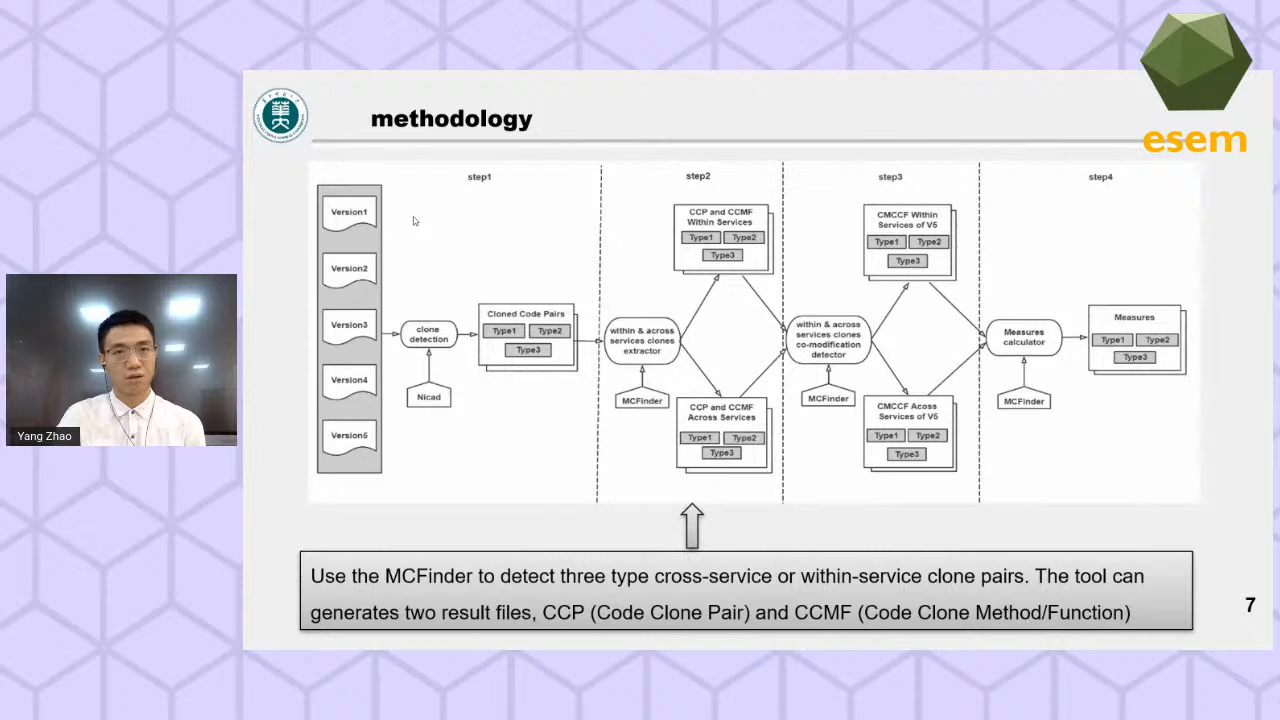 esem
methodology
step1
step2
step3
step4
Version1
Version2
Version3
Version4
Version5
clone
detection
Nicad
Cloned Code Pairs
Type1
Type2
Type3
within & across
services clones
extractor
MCFinder
CCP and CCMF
Within Services
Type1
Type2
Type3
CCP and CCMF
Across Services
Type1
Type2
Type3
within & across
services clones
co-modification
detector
MCFinder
CMCCF Within
Services of V5
Type1
Type2
Type3
CMCCF Acoss
Services of V5
Type1
Type2
Type3
Measures
calculator
MCFinder
Measures
Type1
Type2
Type3
Yang Zhao
Use the MCFinder to detect three type cross-service or within-service clone pairs. The tool can
generates two result files, CCP (Code Clone Pair) and CCMF (Code Clone Method/Function)
7